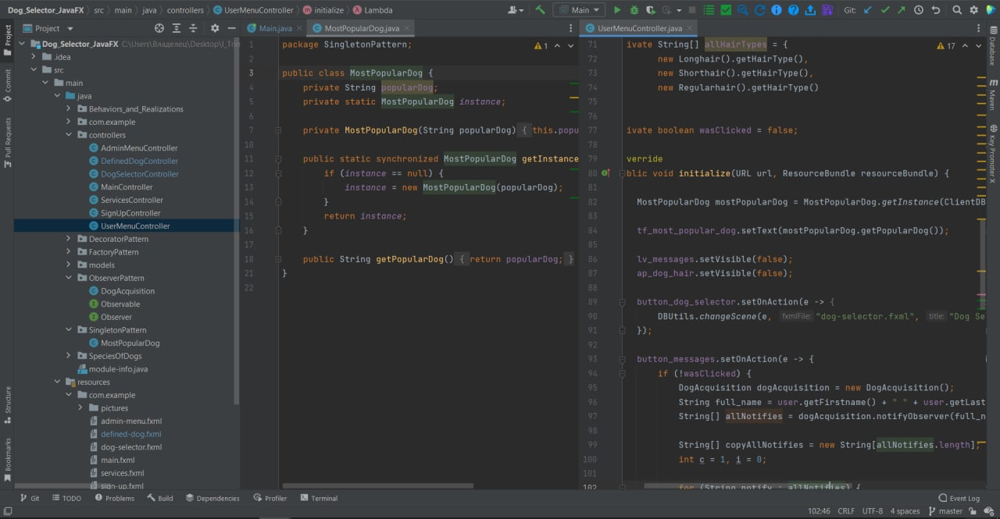 Dog_Selector_JavaFX > src > main > java > controllers > UserMenuController > initialize > Lambda
Main
Git:
Project
Main.java
MostPopularDog.java
UserMenuController.java
Project
Commit
Pull Requests
Structure
Bookmarks
Dog_Selector_JavaFX C:\Users\Владелец\Desktop\I_Trin
.idea
src
main
java
Behaviors_and_Realizations
com.example
controllers
AdminMenuController
DefinedDogController
DogSelectorController
MainController
ServicesController
SignUpController
UserMenuController
DecoratorPattern
FactoryPattern
models
ObserverPattern
DogAcquisition
Observable
Observer
SingletonPattern
MostPopularDog
SpeciesOfDogs
module-info.java
resources
com.example
pictures
admin-menu.fxml
defined-dog.fxml
dog-selector.fxml
main.fxml
services.fxml
sign-up.fxml
1 package SingletonPattern;
1
2
3 public class MostPopularDog {
4 private String popularDog;
5 private static MostPopularDog instance;
6
7 private MostPopularDog(String popularDog) { this.popu
10
11 public static synchronized MostPopularDog getInstance
12 if (instance == null) {
13 instance = new MostPopularDog(popularDog);
14 }
15 return instance;
16 }
17
18 public String getPopularDog() { return popularDog; }
21 }
22
71 ivate String[] allHairTypes = {
17
72 new Longhair().getHairType(),
73 new Shorthair().getHairType(),
74 new Regularhair().getHairType()
75
76
77 ivate boolean wasClicked = false;
78
79 verride
80 blic void initialize(URL url, ResourceBundle resourceBundle) {
81
82 MostPopularDog mostPopularDog = MostPopularDog.getInstance(ClientDB
83
84 tf_most_popular_dog.setText(mostPopularDog.getPopularDog());
85
86 lv_messages.setVisible(false);
87 ap_dog_hair.setVisible(false);
88
89 button_dog_selector.setOnAction(e -> {
90 DBUtils.changeScene(e, fxmlFile: "dog-selector.fxml", title: "Dog Se
91 });
92
93 button_messages.setOnAction(e -> {
94 if (!wasClicked) {
95 DogAcquisition dogAcquisition = new DogAcquisition();
96 String full_name = user.getFirstname() + " " + user.getLast
97 String[] allNotifies = dogAcquisition.notifyObserver(full_n
98
99 String[] copyAllNotifies = new String[allNotifies.length];
100 int c = 1, i = 0;
101
102 for (String notify : allNotifies) {
Database
Maven
Key Promoter X
Git
TODO
Problems
Build
Dependencies
Profiler
Terminal
Event Log
102:46 CRLF UTF-8 4 spaces master